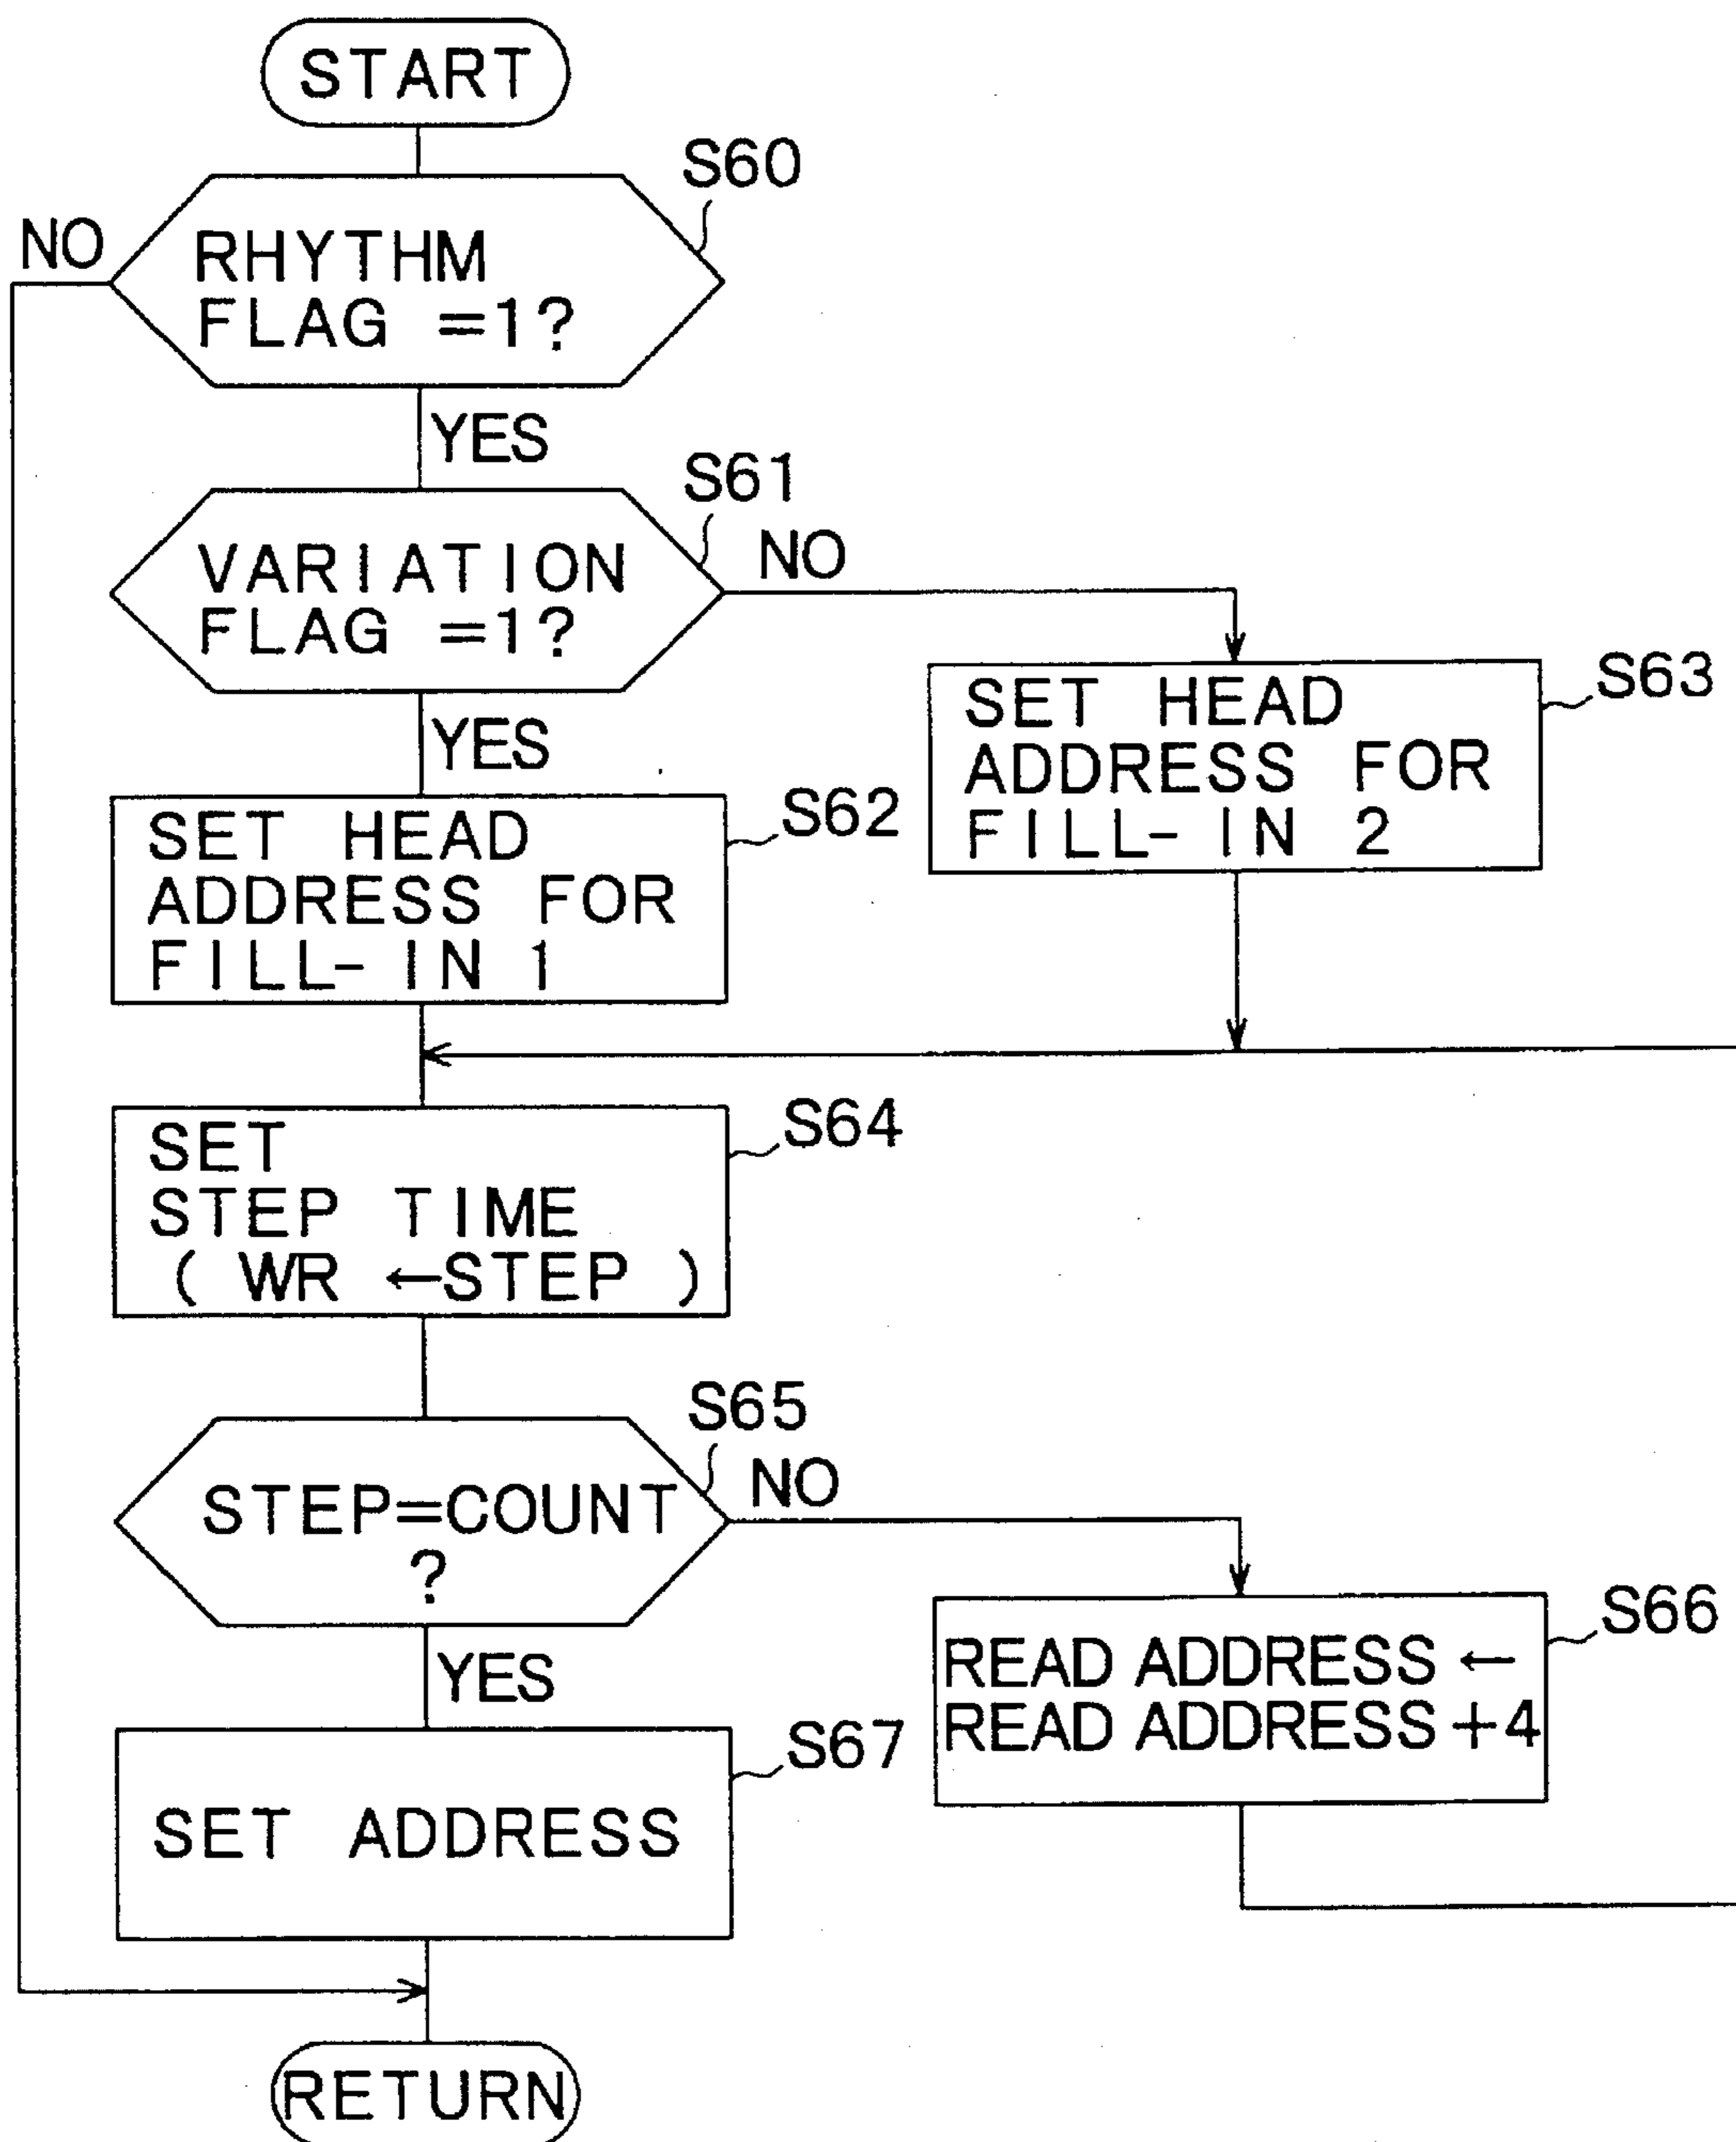 START
S60
NO
RHYTHM
FLAG =1?
YES
S61
NO
VARIATION
FLAG =1?
S63
SET HEAD
ADDRESS FOR
FILL-IN 2
YES
S62
SET HEAD
ADDRESS FOR
FILL-IN 1
S64
SET
STEP TIME
( WR ←STEP )
S65
NO
STEP=COUNT
?
S66
READ ADDRESS ←
READ ADDRESS +4
YES
S67
SET ADDRESS
RETURN